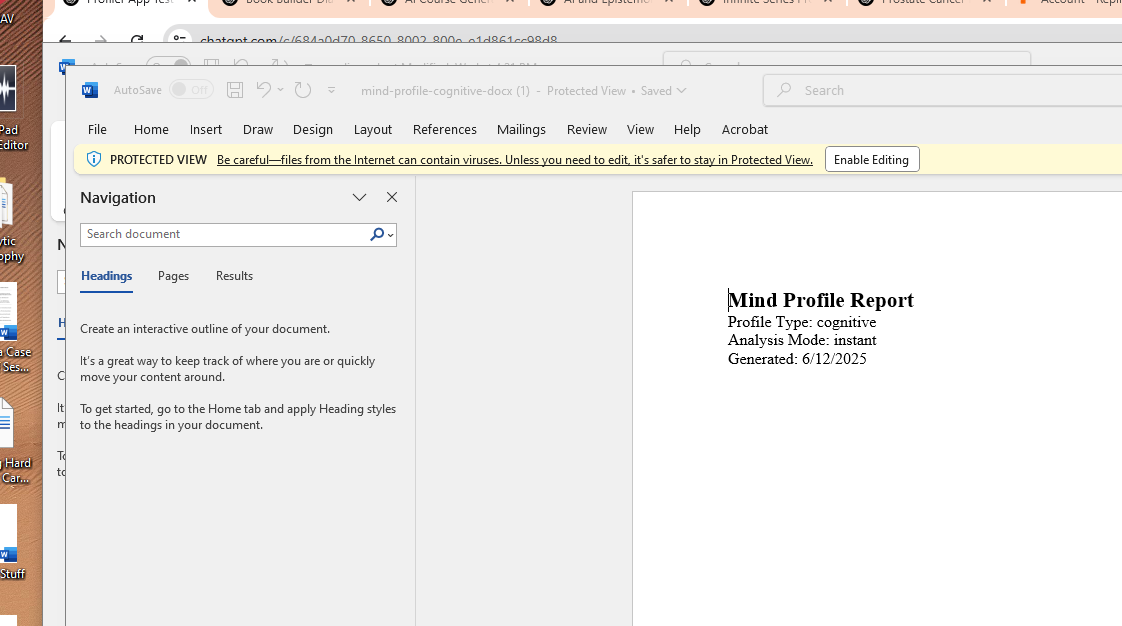 AV
Profiler App Test
Book Builder Dia
AI Course Gener
AI and Epistemo
Infinite Series Pr
Prostate Cancer
Account - Repli
chatgpt.com/c/684a0d70-8650-8002-800e-e1d861cc98d8
AutoSave Off
mind-profile-cognitive-docx (1) - Protected View • Saved
Search
File Home Insert Draw Design Layout References Mailings Review View Help Acrobat
PROTECTED VIEW Be careful—files from the Internet can contain viruses. Unless you need to edit, it's safer to stay in Protected View. Enable Editing
Navigation
Search document
Headings Pages Results
Create an interactive outline of your document.
It's a great way to keep track of where you are or quickly
move your content around.
To get started, go to the Home tab and apply Heading styles
to the headings in your document.
Mind Profile Report
Profile Type: cognitive
Analysis Mode: instant
Generated: 6/12/2025
Pad
Editor
ytic
ophy
a Case
Ses...
g Hard
Car...
Stuff